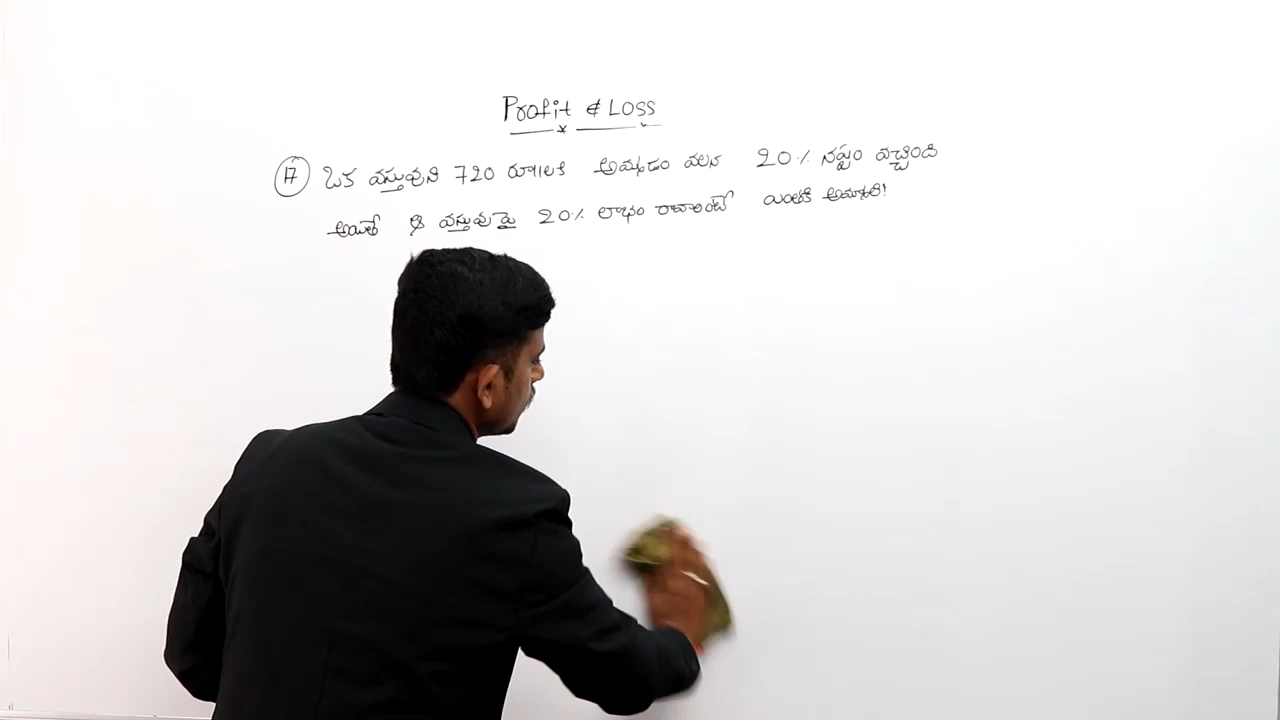 Profit & Loss
17 ఒక వస్తువుని 720 రూ॥లకి అమ్మడం వలన 20% నష్టం వచ్చింది
అయితే ఆ వస్తువుపై 20% లాభం రావాలంటే ఎంతకి అమ్మాలి!